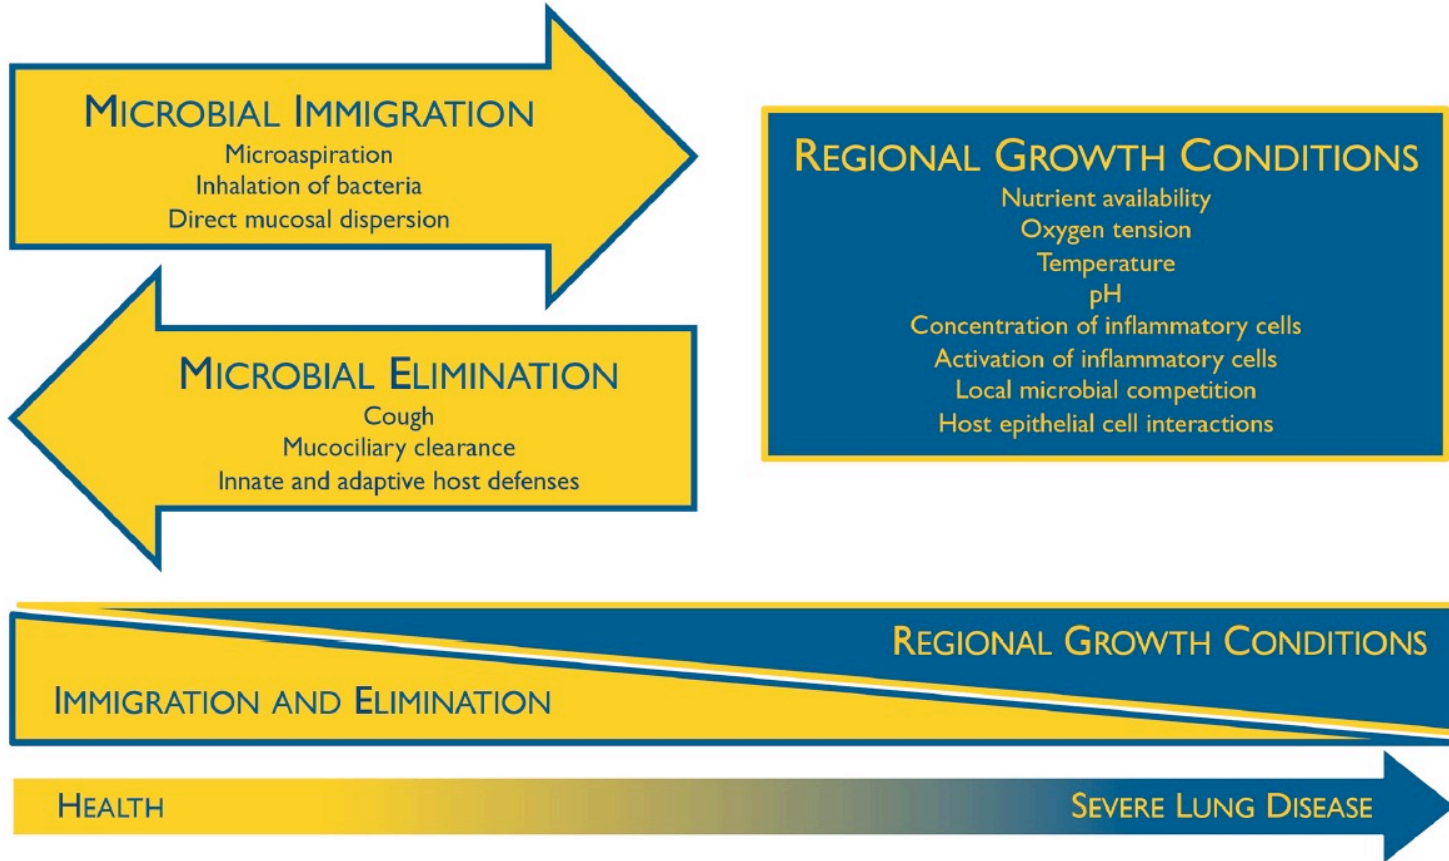 MICROBIAL IMMIGRATION
Microaspiration
Inhalation of bacteria
Direct mucosal dispersion
MICROBIAL ELIMINATION
Cough
Mucociliary clearance
Innate and adaptive host defenses
REGIONAL GROWTH CONDITIONS
Nutrient availability
Oxygen tension
Temperature
pH
Concentration of inflammatory cells
Activation of inflammatory cells
Local microbial competition
Host epithelial cell interactions
REGIONAL GROWTH CONDITIONS
IMMIGRATION AND ELIMINATION
HEALTH
SEVERE LUNG DISEASE